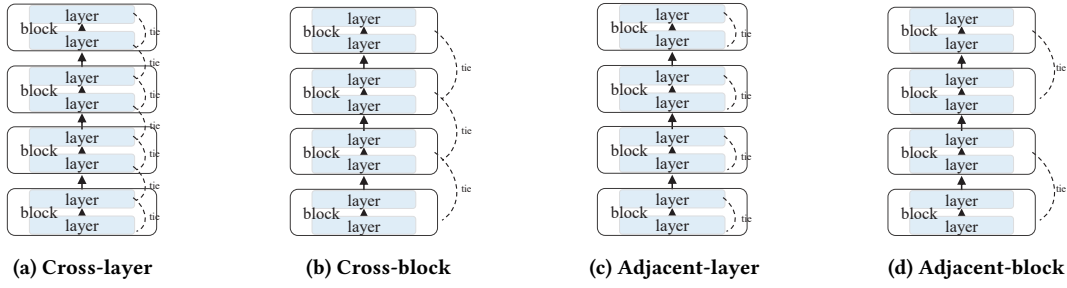 layer
block
layer
tie
tie
layer
block
layer
tie
tie
layer
block
layer
tie
tie
layer
block
layer
tie
(a) Cross-layer
layer
block
layer
tie
layer
block
layer
tie
layer
block
layer
tie
layer
block
layer
(b) Cross-block
layer
block
layer
tie
layer
block
layer
tie
layer
block
layer
tie
layer
block
layer
tie
(c) Adjacent-layer
layer
block
layer
tie
layer
block
layer
layer
block
layer
tie
layer
block
layer
(d) Adjacent-block